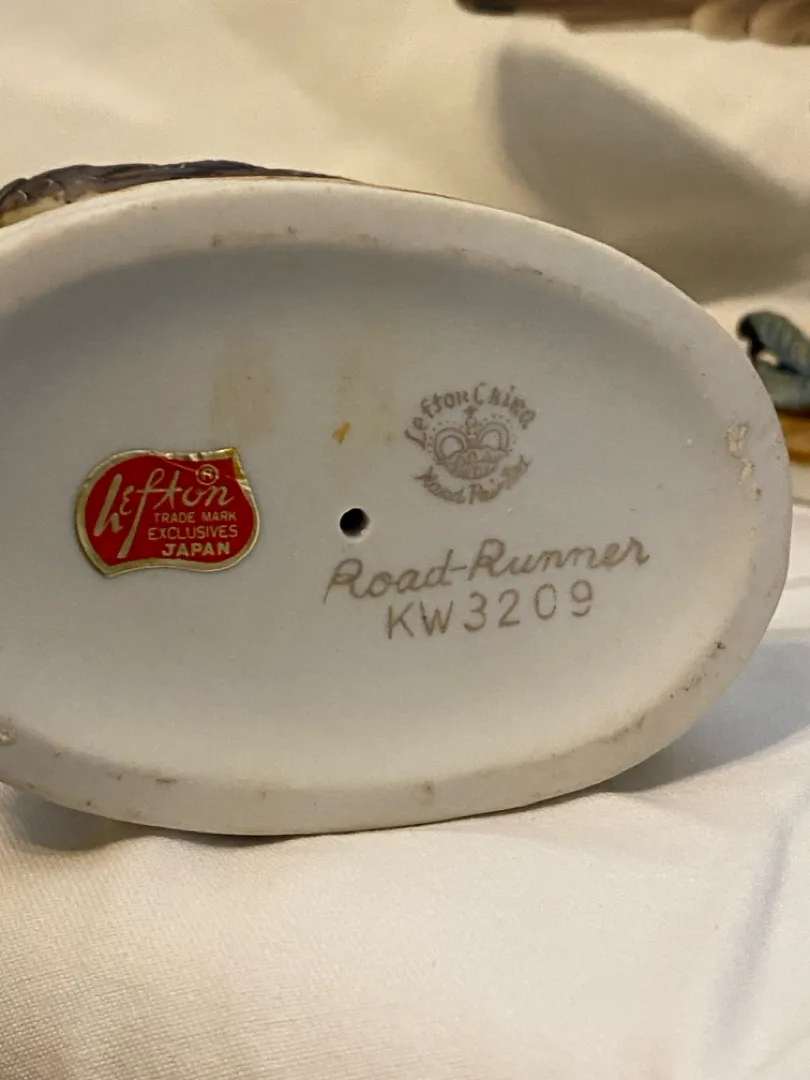 Lefton ®
TRADE MARK
EXCLUSIVES
JAPAN
Lefton China
Hand Painted
Road-Runner
KW3209